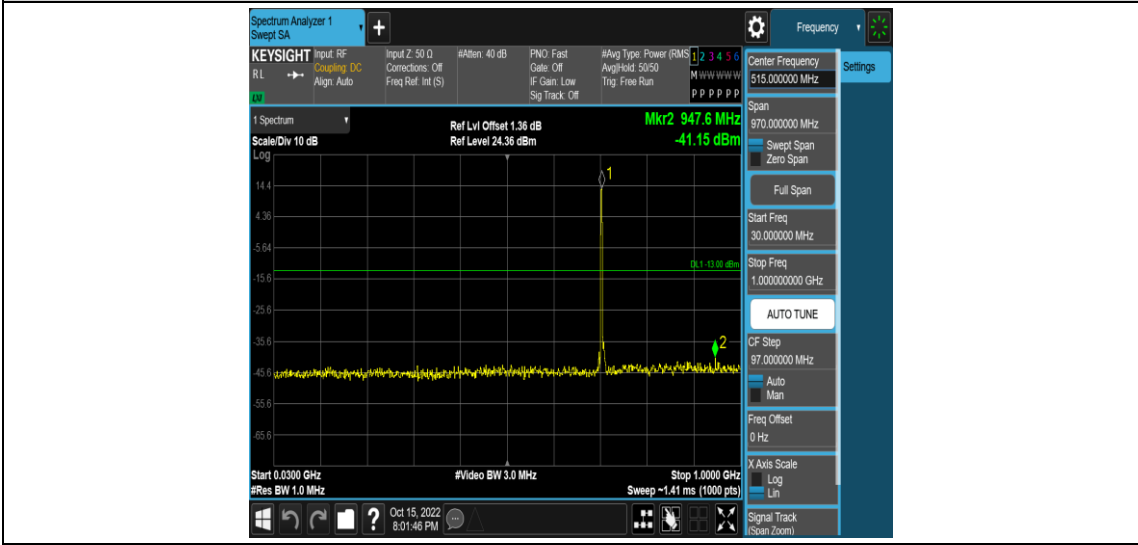 Spectrum Analyzer 1
Swept SA
+
Frequency
KEYSIGHT
RL
LM
Input: RF
Coupling: DC
Align: Auto
Input Z: 50 Ω
Corrections: Off
Freq Ref: Int (S)
#Atten: 40 dB
PNO: Fast
Gate: Off
IF Gain: Low
Sig Track: Off
#Avg Type: Power (RMS
Avg|Hold: 50/50
Trig: Free Run
1 2 3 4 5 6
M W W W W W
P P P P P P
1 Spectrum
Scale/Div 10 dB
Log
Ref Lvl Offset 1.36 dB
Ref Level 24.36 dBm
Mkr2 947.6 MHz
-41.15 dBm
1
14.4
4.36
-5.64
DL1 -13.00 dBm
-15.6
-25.6
-35.6
2
-45.6
-55.6
-65.6
Start 0.0300 GHz
#Res BW 1.0 MHz
#Video BW 3.0 MHz
Stop 1.0000 GHz
Sweep ~1.41 ms (1000 pts)
?
Oct 15, 2022
8:01:46 PM
Center Frequency
515.000000 MHz
Settings
Span
970.000000 MHz
Swept Span
Zero Span
Full Span
Start Freq
30.000000 MHz
Stop Freq
1.000000000 GHz
AUTO TUNE
CF Step
97.000000 MHz
Auto
Man
Freq Offset
0 Hz
X Axis Scale
Log
Lin
Signal Track
(Span Zoom)